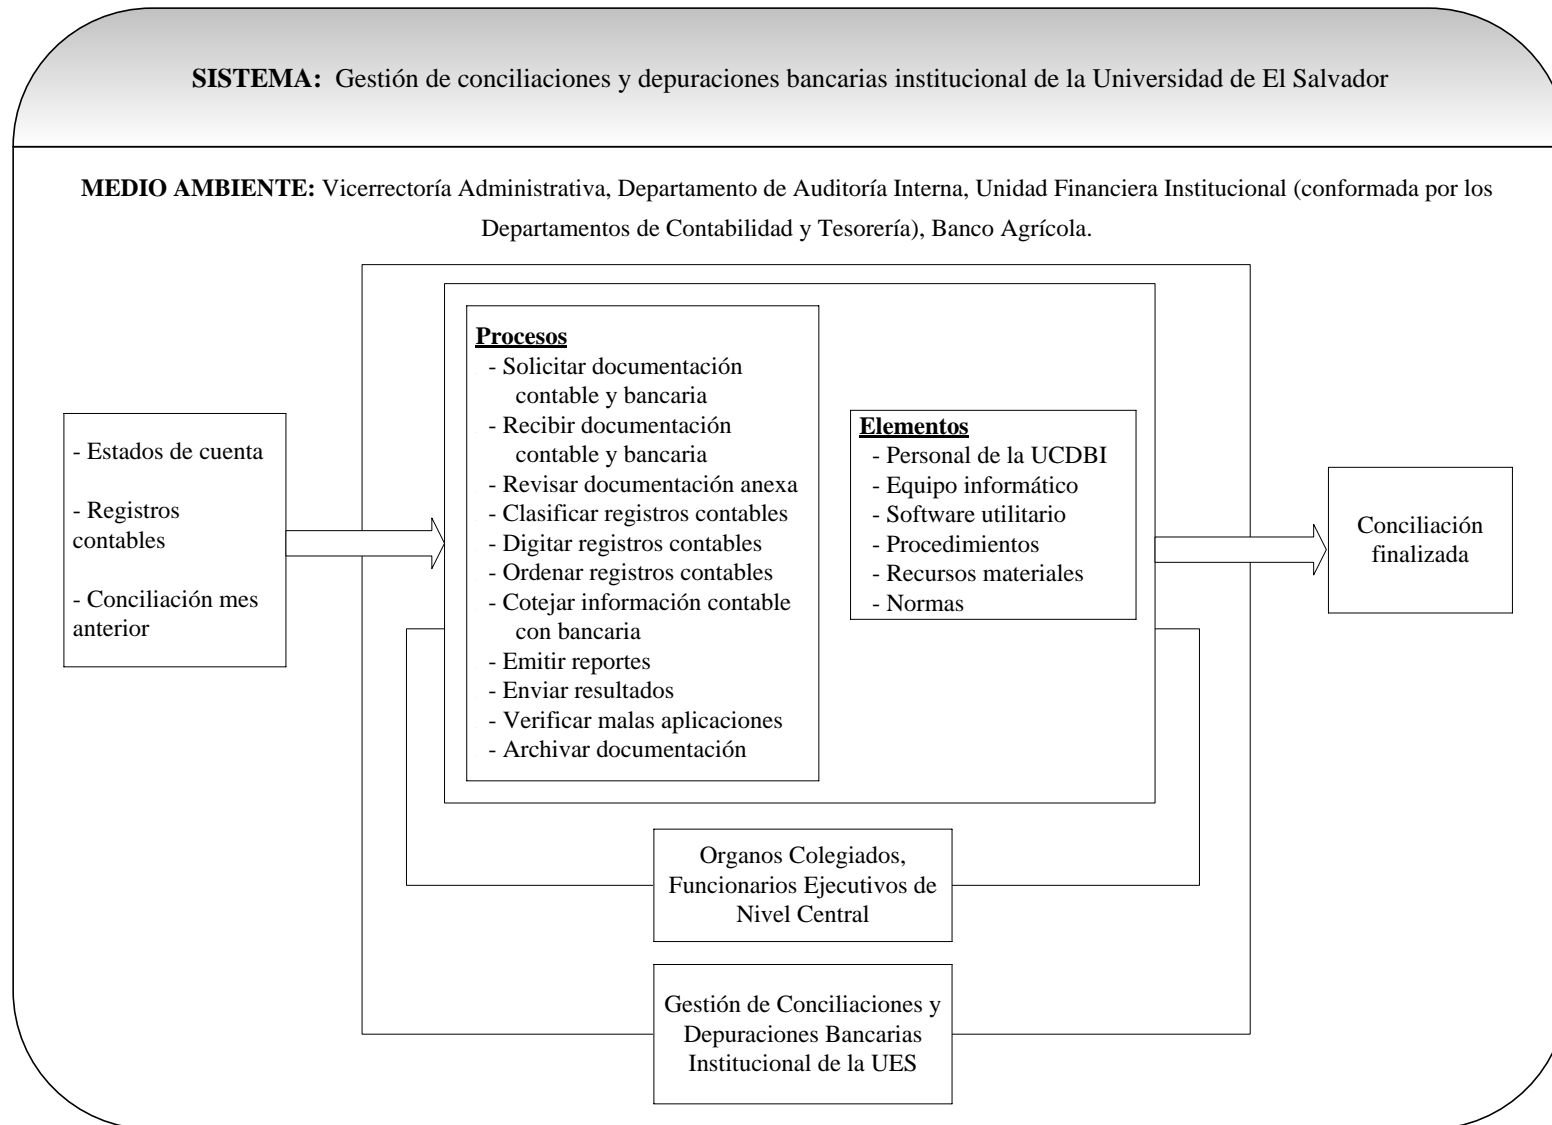 SISTEMA: Gestión de conciliaciones y depuraciones bancarias institucional de la Universidad de El Salvador
MEDIO AMBIENTE: Vicerrectoría Administrativa, Departamento de Auditoría Interna, Unidad Financiera Institucional (conformada por los
Departamentos de Contabilidad y Tesorería), Banco Agrícola.
- Estados de cuenta
- Registros
contables
- Conciliación mes
anterior
Procesos
- Solicitar documentación
contable y bancaria
- Recibir documentación
contable y bancaria
- Revisar documentación anexa
- Clasificar registros contables
- Digitar registros contables
- Ordenar registros contables
- Cotejar información contable
con bancaria
- Emitir reportes
- Enviar resultados
- Verificar malas aplicaciones
- Archivar documentación
Elementos
- Personal de la UCDBI
- Equipo informático
- Software utilitario
- Procedimientos
- Recursos materiales
- Normas
Conciliación
finalizada
Organos Colegiados,
Funcionarios Ejecutivos de
Nivel Central
Gestión de Conciliaciones y
Depuraciones Bancarias
Institucional de la UES